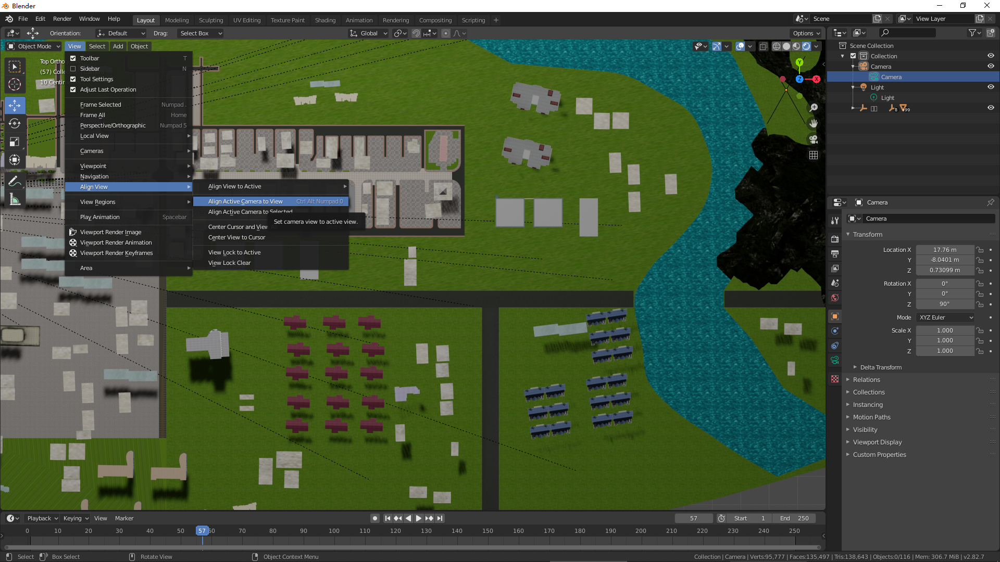 Blender
File Edit Render Window Help Layout Modeling Sculpting UV Editing Texture Paint Shading Animation Rendering Compositing Scripting + Scene View Layer
Orientation: Default Drag: Select Box Global Options
Object Mode View Select Add Object
Top Ortho
(57) Colle
10 Centim
Toolbar T
Sidebar N
Tool Settings
Adjust Last Operation
Frame Selected Numpad .
Frame All Home
Perspective/Orthographic Numpad 5
Local View
Cameras
Viewpoint
Navigation
Align View
View Regions
Play Animation Spacebar
Viewport Render Image
Viewport Render Animation
Viewport Render Keyframes
Area
Align View to Active
Align Active Camera to View Ctrl Alt Numpad 0
Align Active Camera to Selected
Center Cursor and View All
Center View to Cursor
View Lock to Active
View Lock Clear
Set camera view to active view.
Y
Z X
Scene Collection
Collection
Camera
Camera
Light
Light
8 99
Camera
Camera
Transform
Location X 17.76 m
Y -8.0401 m
Z 0.73099 m
Rotation X 0°
Y 0°
Z 90°
Mode XYZ Euler
Scale X 1.000
Y 1.000
Z 1.000
Delta Transform
Relations
Collections
Instancing
Motion Paths
Visibility
Viewport Display
Custom Properties
Playback Keying View Marker 57 Start 1 End 250
0 10 20 30 40 50 57 60 70 80 90 100 110 120 130 140 150 160 170 180 190 200 210 220 230 240 250
Select Box Select Rotate View Object Context Menu Collection | Camera | Verts:95,777 | Faces:135,497 | Tris:138,643 | Objects:0/116 | Mem: 306.7 MiB | v2.82.7